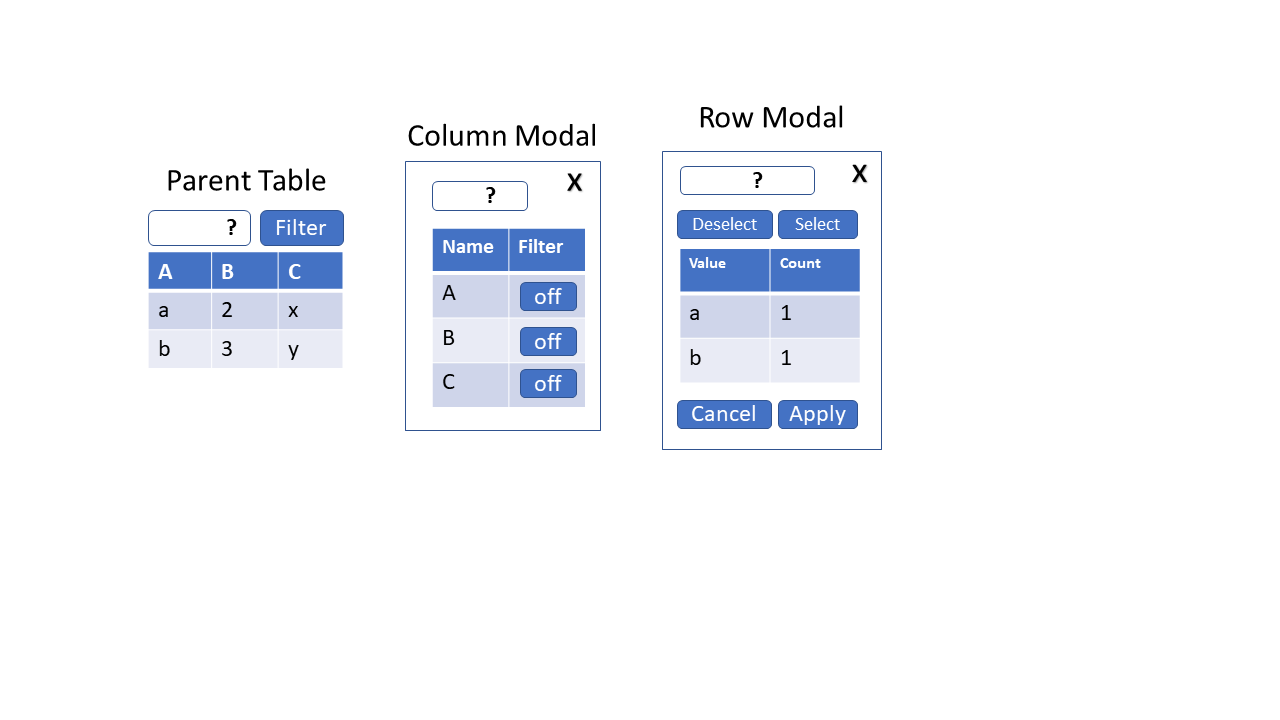 Parent Table
? Filter
A B C
a 2 x
b 3 y
Column Modal
? X
Name Filter
A off
B off
C off
Row Modal
? X
Deselect Select
Value Count
a 1
b 1
Cancel Apply